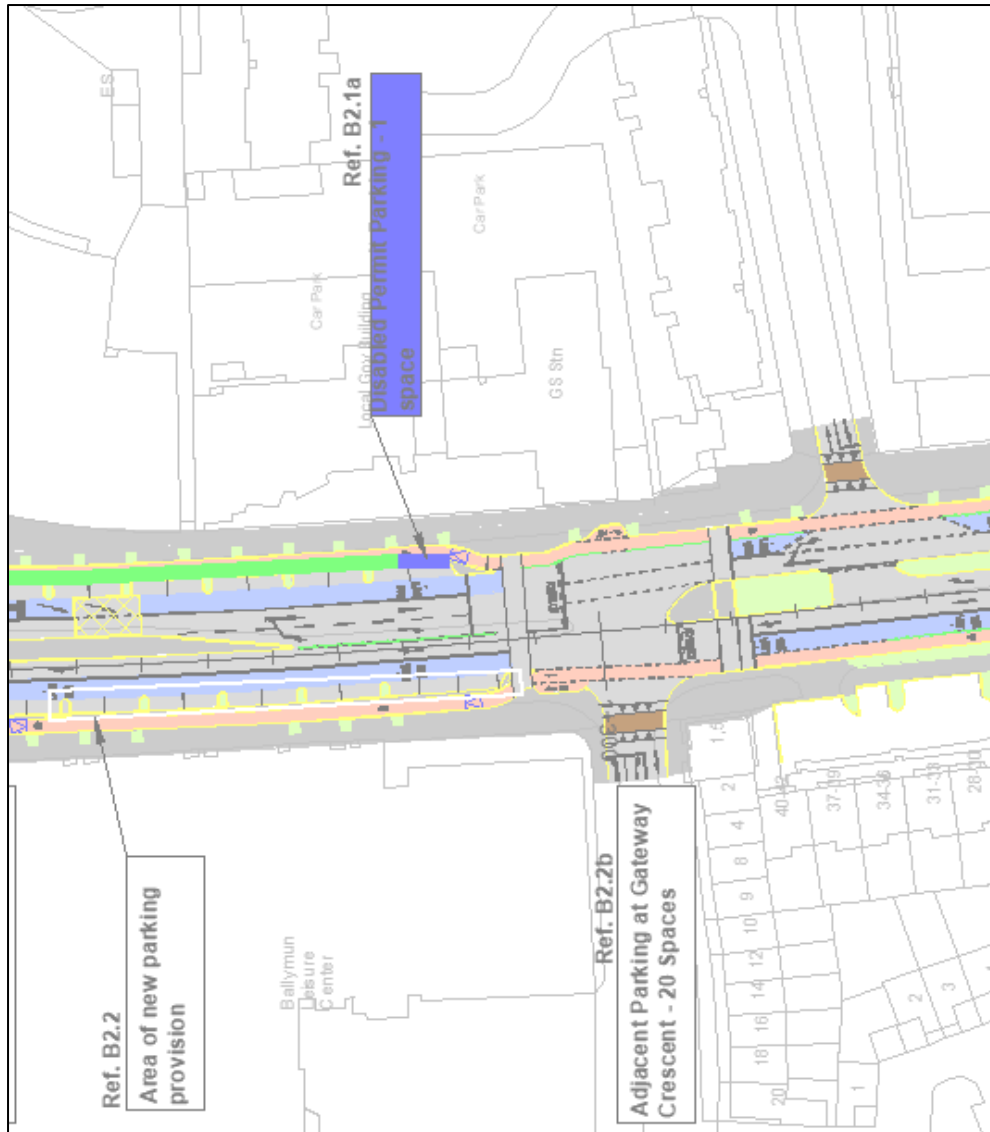 ES
Ref. B2.1a
Disabled Permit Parking - 1
space
Car Park
Car Park
Local Gov Building
GS Stn
Ref. B2.2
Area of new parking
provision
Ballymun
Leisure
Center
Ref. B2.2b
Adjacent Parking at Gateway
Crescent - 20 Spaces
2
4
8
9
10
12
14
16
18
20
40-42
37-39
34-36
31-33
28-30
1
2
3